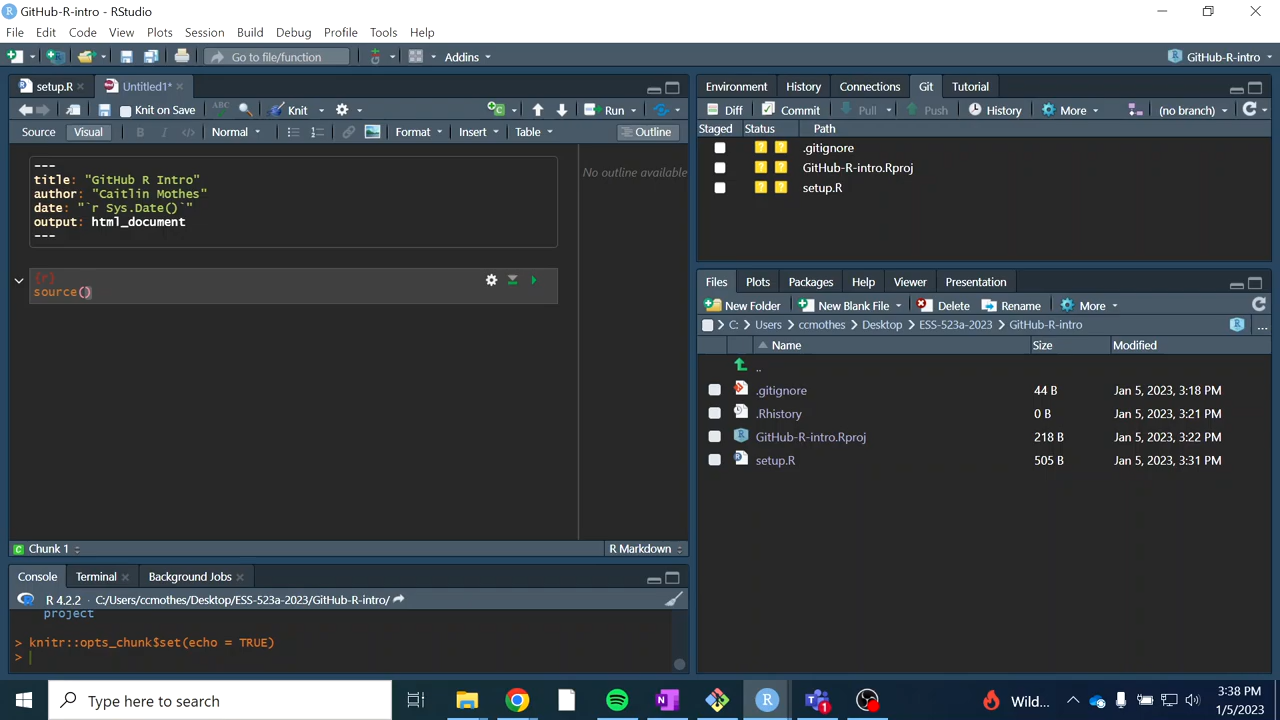 GitHub-R-intro - RStudio
File Edit Code View Plots Session Build Debug Profile Tools Help
Go to file/function Addins GitHub-R-intro
setup.R Untitled1*
Knit on Save ABC Knit Run
Source Visual B I Normal Format Insert Table Outline
---
title: "GitHub R Intro"
author: "Caitlin Mothes"
date: "`r Sys.Date()`"
output: html_document
---
No outline available
{r}
source()
Chunk 1 R Markdown
Console Terminal Background Jobs
R 4.2.2 · C:/Users/ccmothes/Desktop/ESS-523a-2023/GitHub-R-intro/
project
> knitr::opts_chunk$set(echo = TRUE)
>
Environment History Connections Git Tutorial
Diff Commit Pull Push History More (no branch)
Staged Status Path
? ? .gitignore
? ? GitHub-R-intro.Rproj
? ? setup.R
Files Plots Packages Help Viewer Presentation
New Folder New Blank File Delete Rename More
C: Users ccmothes Desktop ESS-523a-2023 GitHub-R-intro ...
Name Size Modified
..
.gitignore 44 B Jan 5, 2023, 3:18 PM
.Rhistory 0 B Jan 5, 2023, 3:21 PM
GitHub-R-intro.Rproj 218 B Jan 5, 2023, 3:22 PM
setup.R 505 B Jan 5, 2023, 3:31 PM
Type here to search Wild... 3:38 PM
1/5/2023